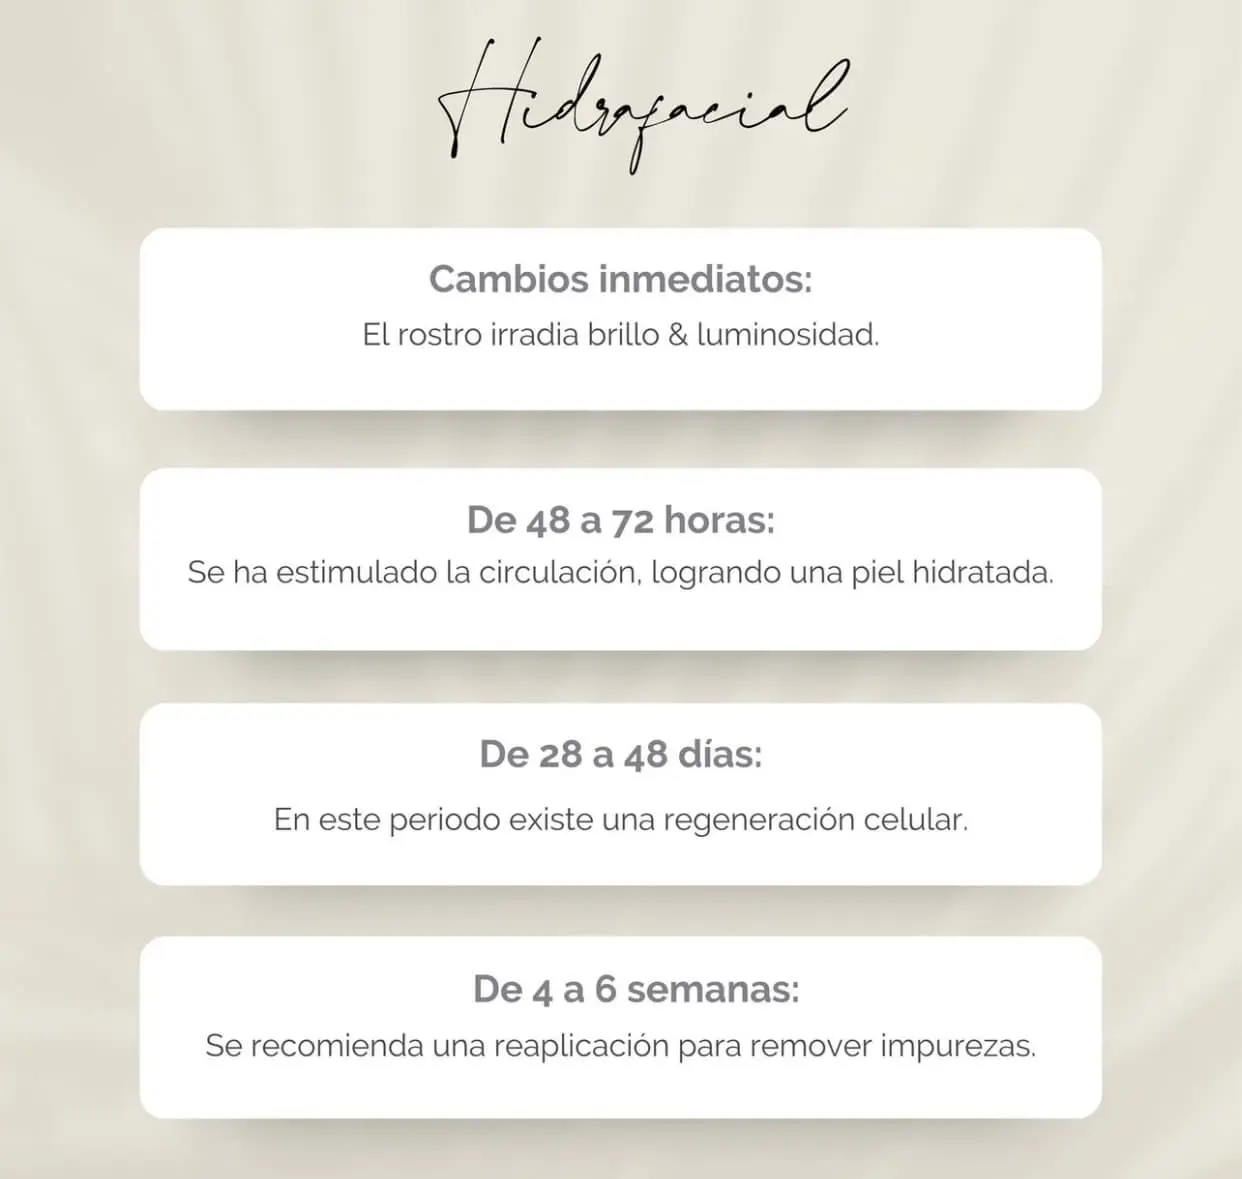 Hidrafacial
Cambios inmediatos:
El rostro irradia brillo & luminosidad.
De 48 a 72 horas:
Se ha estimulado la circulación, logrando una piel hidratada.
De 28 a 48 días:
En este periodo existe una regeneración celular.
De 4 a 6 semanas:
Se recomienda una reaplicación para remover impurezas.